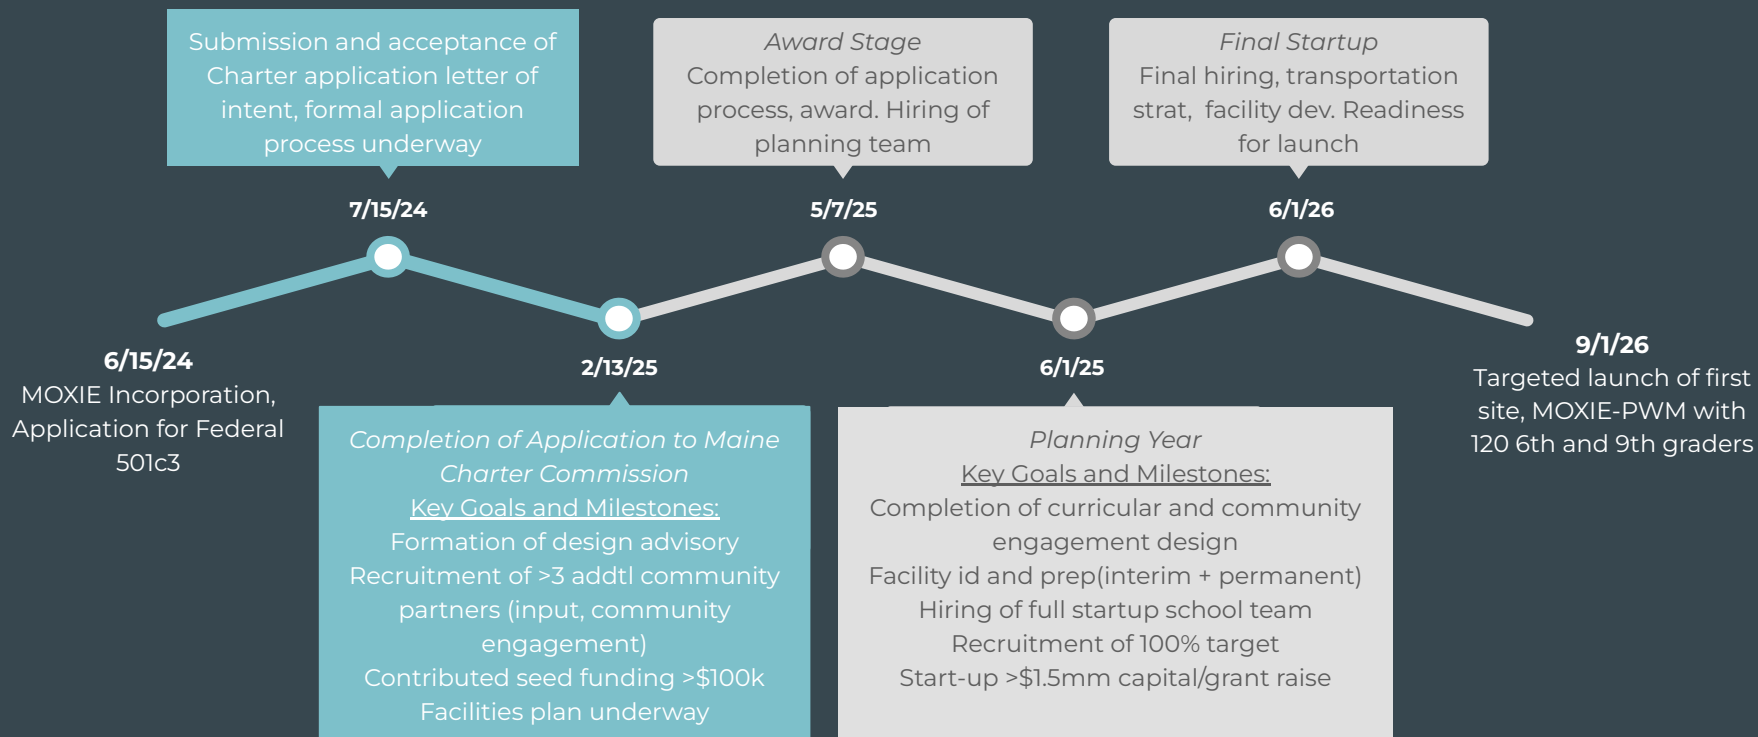 Submission and acceptance of
Charter application letter of
intent, formal application
process underway
7/15/24
Award Stage
Completion of application
process, award. Hiring of
planning team
5/7/25
Final Startup
Final hiring, transportation
strat, facility dev. Readiness
for launch
6/1/26
6/15/24
MOXIE Incorporation,
Application for Federal
501c3
2/13/25
Completion of Application to Maine
Charter Commission
Key Goals and Milestones:
Formation of design advisory
Recruitment of >3 addtl community
partners (input, community
engagement)
Contributed seed funding >$100k
Facilities plan underway
6/1/25
Planning Year
Key Goals and Milestones:
Completion of curricular and community
engagement design
Facility id and prep(interim + permanent)
Hiring of full startup school team
Recruitment of 100% target
Start-up >$1.5mm capital/grant raise
9/1/26
Targeted launch of first
site, MOXIE-PWM with
120 6th and 9th graders